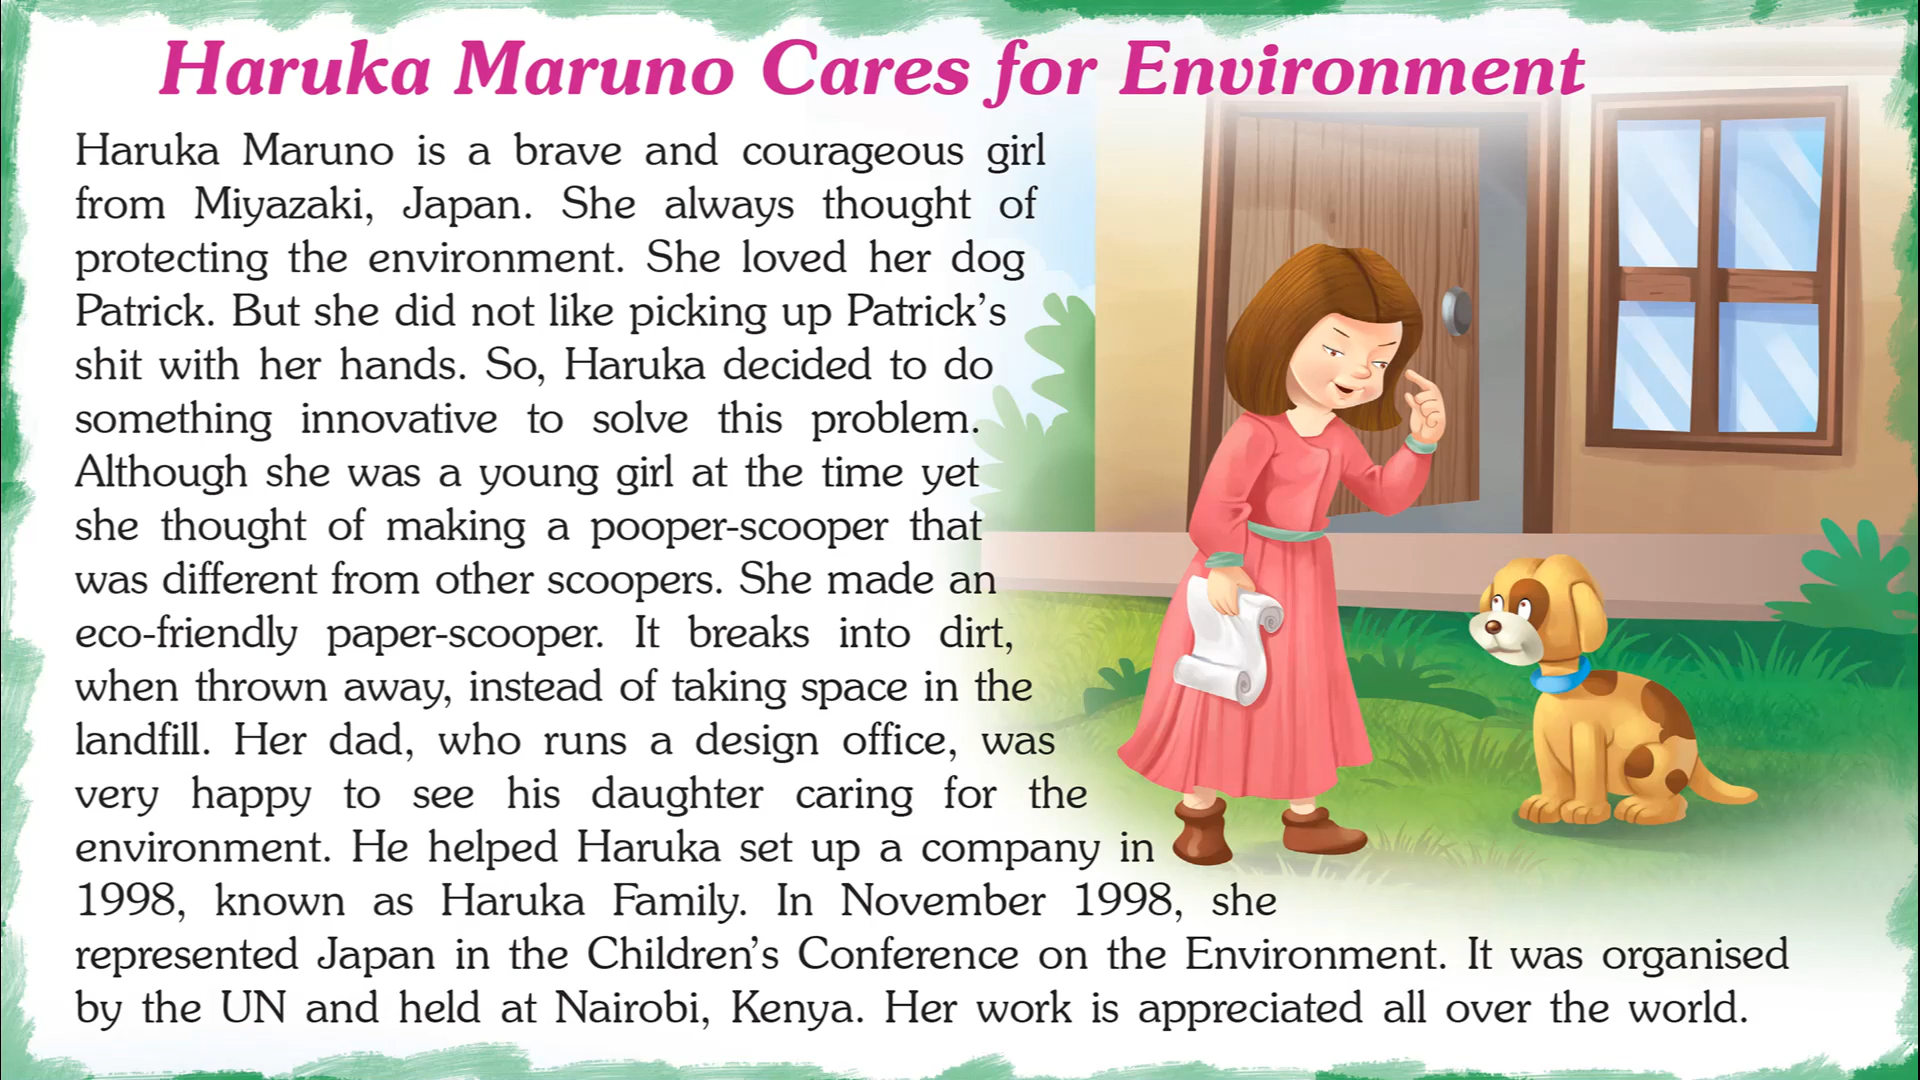 Haruka Maruno Cares for Environment
Haruka Maruno is a brave and courageous girl
from Miyazaki, Japan. She always thought of
protecting the environment. She loved her dog
Patrick. But she did not like picking up Patrick’s
shit with her hands. So, Haruka decided to do
something innovative to solve this problem.
Although she was a young girl at the time yet
she thought of making a pooper-scooper that
was different from other scoopers. She made an
eco-friendly paper-scooper. It breaks into dirt,
when thrown away, instead of taking space in the
landfill. Her dad, who runs a design office, was
very happy to see his daughter caring for the
environment. He helped Haruka set up a company in
1998, known as Haruka Family. In November 1998, she
represented Japan in the Children’s Conference on the Environment. It was organised
by the UN and held at Nairobi, Kenya. Her work is appreciated all over the world.